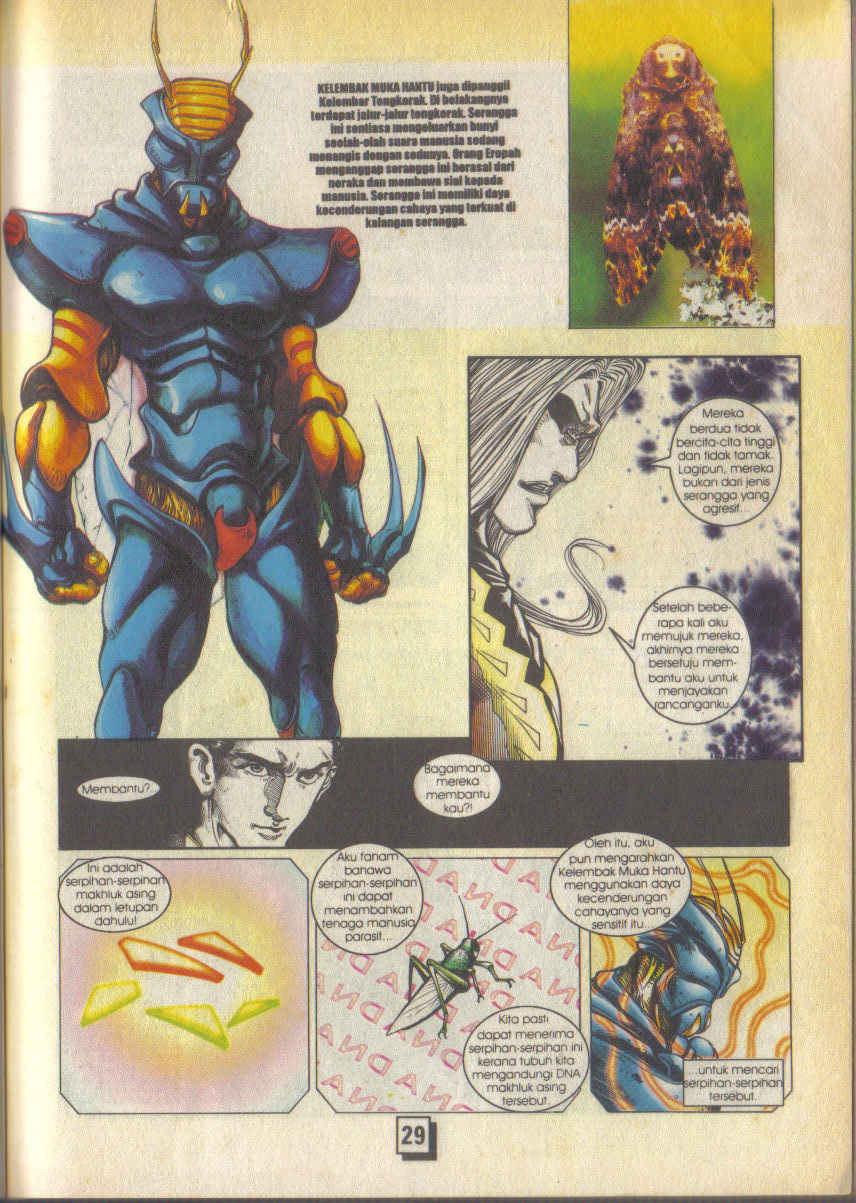 KELEMBAK MUKA HANTU juga dipanggil
Kelembar Tengkorak. Di belakangnya
terdapat jalur-jalur tengkorak. Serangga
ini sentiasa mengeluarkan bunyi
seolah-olah suara manusia sedang
menangis dengan sedunya. Orang Eropah
menganggap serangga ini berasal dari
neraka dan membawa sial kepada
manusia. Serangga ini memiliki daya
kecenderungan cahaya yang terkuat di
kalangan serangga.
Mereka
berdua tidak
bercita-cita tinggi
dan tidak tamak.
Lagipun, mereka
bukan dari jenis
serangga yang
agresif...
Setelah bebe-
rapa kali aku
memujuk mereka,
akhirnya mereka
bersetuju mem-
bantu aku untuk
menjayakan
rancanganku.
Membantu?
Bagaimana
mereka
membantu
kau?!
Ini adalah
serpihan-serpihan
makhluk asing
dalam letupan
dahulu!
Aku faham
bahawa
serpihan-serpihan
ini dapat
menambahkan
tenaga manusia
parasit...
DNA DNA DNA
Kita pasti
dapat menerima
serpihan-serpihan ini
kerana tubuh kita
mengandungi DNA
makhluk asing
tersebut.
Oleh itu, aku
pun mengarahkan
Kelembak Muka Hantu
menggunakan daya
kecenderungan
cahayanya yang
sensitif itu...
...untuk mencari
serpihan-serpihan
tersebut.
29